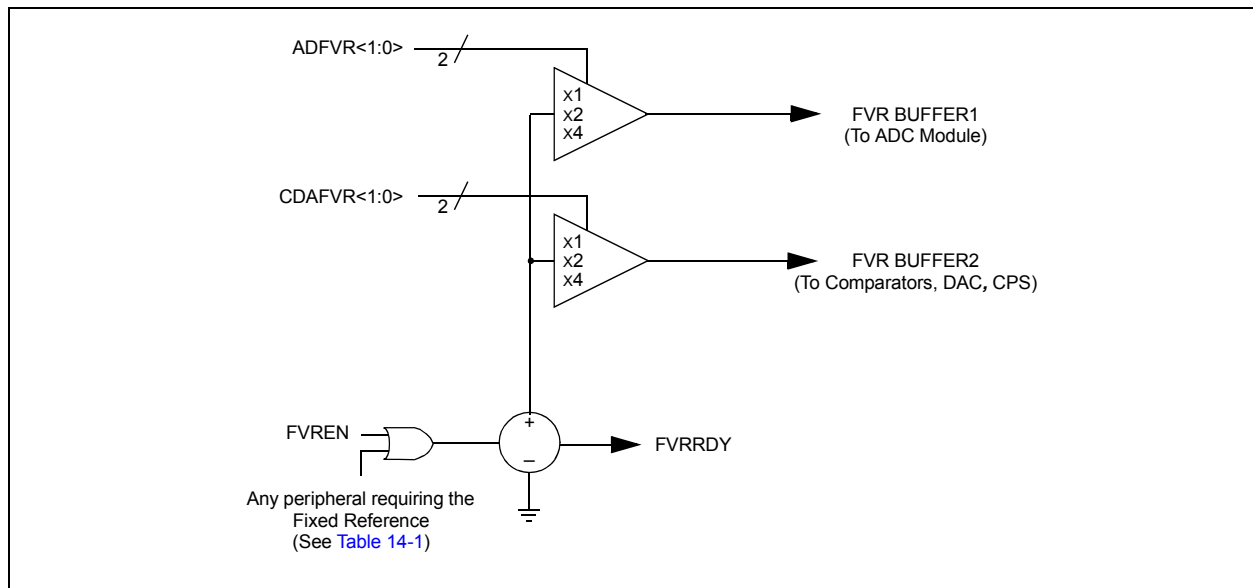 ADFVR<1:0>
2
X1
X2
X4
FVR BUFFER1
(To ADC Module)
CDAFVR<1:0>
2
X1
X2
X4
FVR BUFFER2
(To Comparators, DAC, CPS)
+
–
FVREN
FVRRDY
Any peripheral requiring the
Fixed Reference
(See Table 14-1)